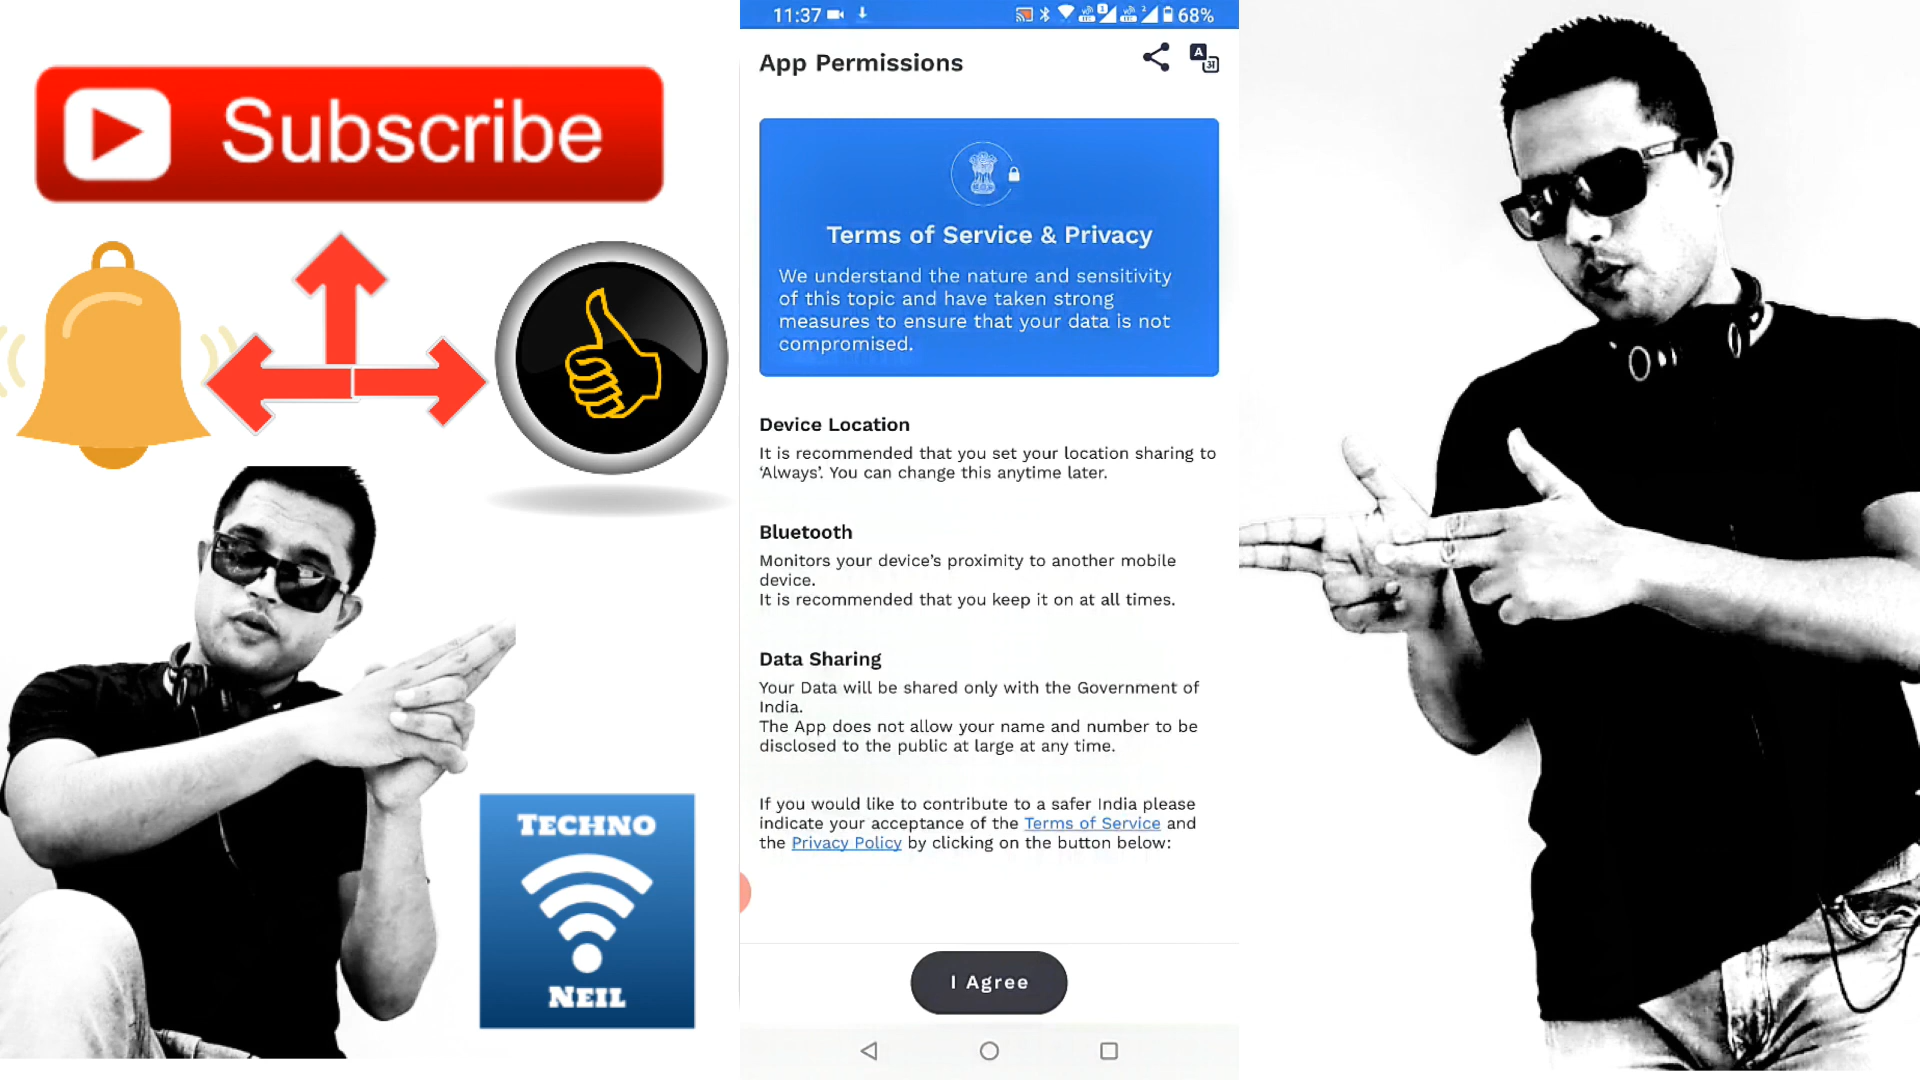 Subscribe
TECHNO
NEIL
11:37
68%
App Permissions
Terms of Service & Privacy
We understand the nature and sensitivity
of this topic and have taken strong
measures to ensure that your data is not
compromised.
Device Location
It is recommended that you set your location sharing to
‘Always’. You can change this anytime later.
Bluetooth
Monitors your device’s proximity to another mobile
device.
It is recommended that you keep it on at all times.
Data Sharing
Your Data will be shared only with the Government of
India.
The App does not allow your name and number to be
disclosed to the public at large at any time.
If you would like to contribute to a safer India please
indicate your acceptance of the Terms of Service and
the Privacy Policy by clicking on the button below:
I Agree